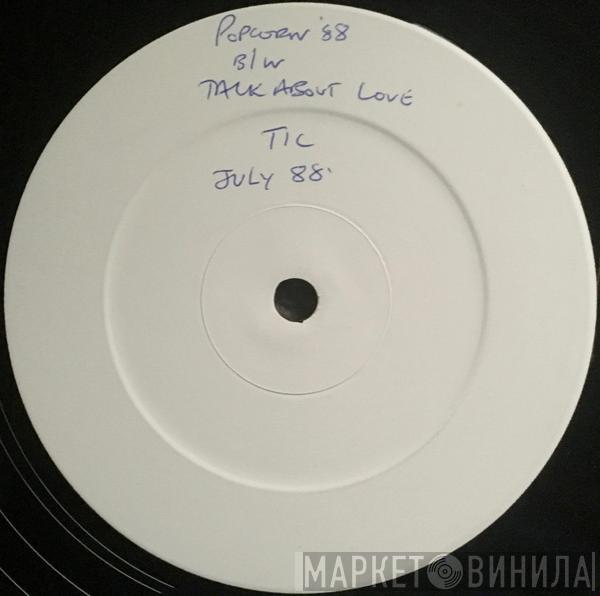 POPCORN '88
B/W
TALK ABOUT LOVE
TIC
JULY 88'
МАРКЕТ ВИНИЛА